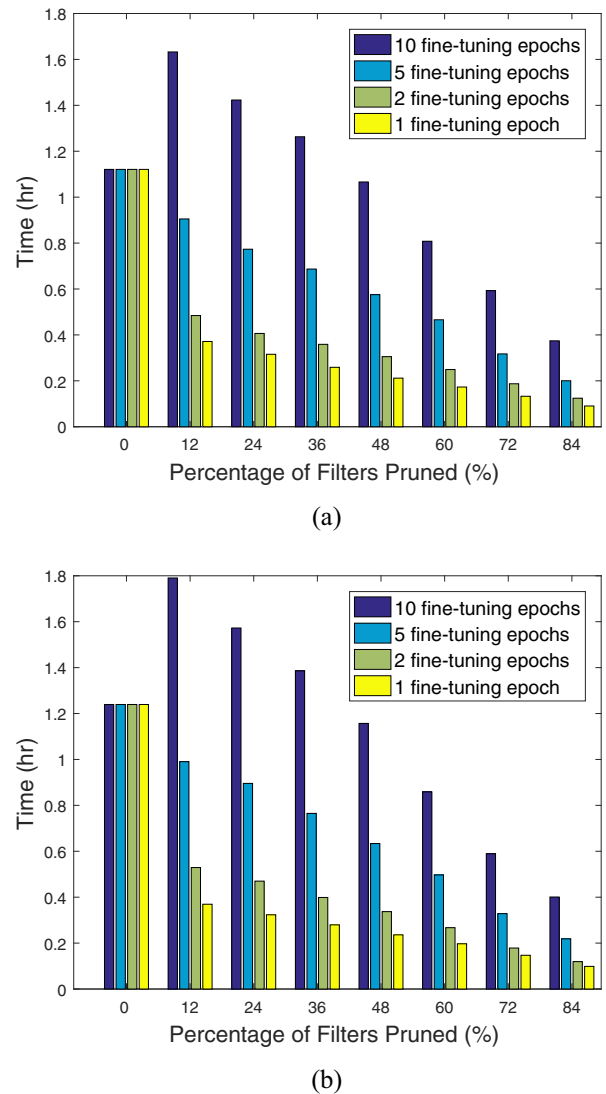 1.8
1.6
1.4
1.2
1
0.8
0.6
0.4
0.2
0
Time (hr)
10 fine-tuning epochs
5 fine-tuning epochs
2 fine-tuning epochs
1 fine-tuning epoch
0 12 24 36 48 60 72 84
Percentage of Filters Pruned (%)
(a)
1.8
1.6
1.4
1.2
1
0.8
0.6
0.4
0.2
0
Time (hr)
10 fine-tuning epochs
5 fine-tuning epochs
2 fine-tuning epochs
1 fine-tuning epoch
0 12 24 36 48 60 72 84
Percentage of Filters Pruned (%)
(b)